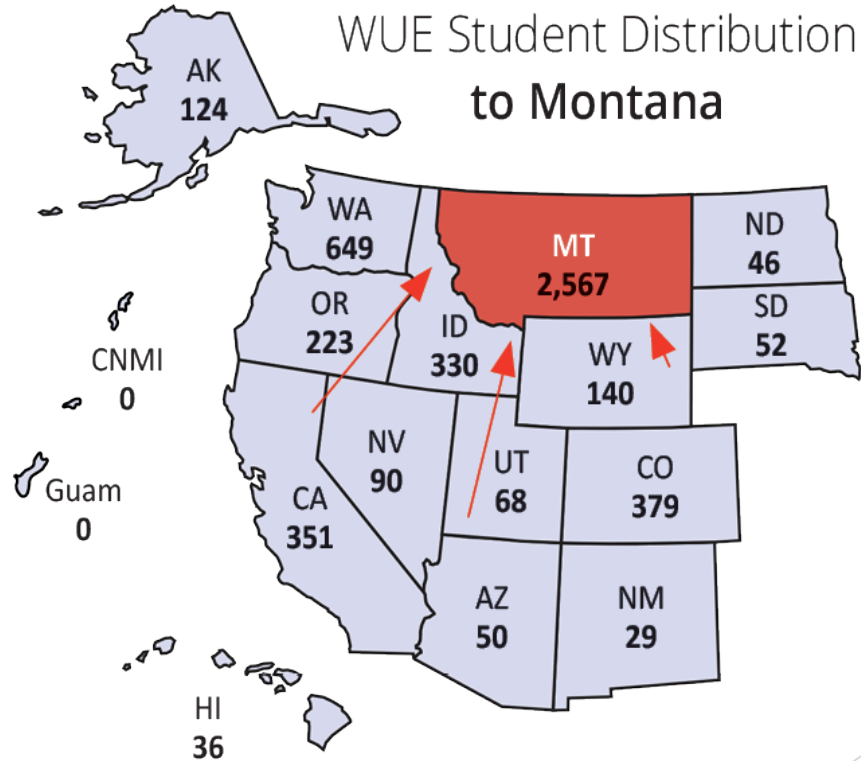 WUE Student Distribution
to Montana
AK
124
WA
649
MT
2,567
ND
46
OR
223
ID
330
SD
52
WY
140
CNMI
0
NV
90
UT
68
CO
379
Guam
0
CA
351
AZ
50
NM
29
HI
36